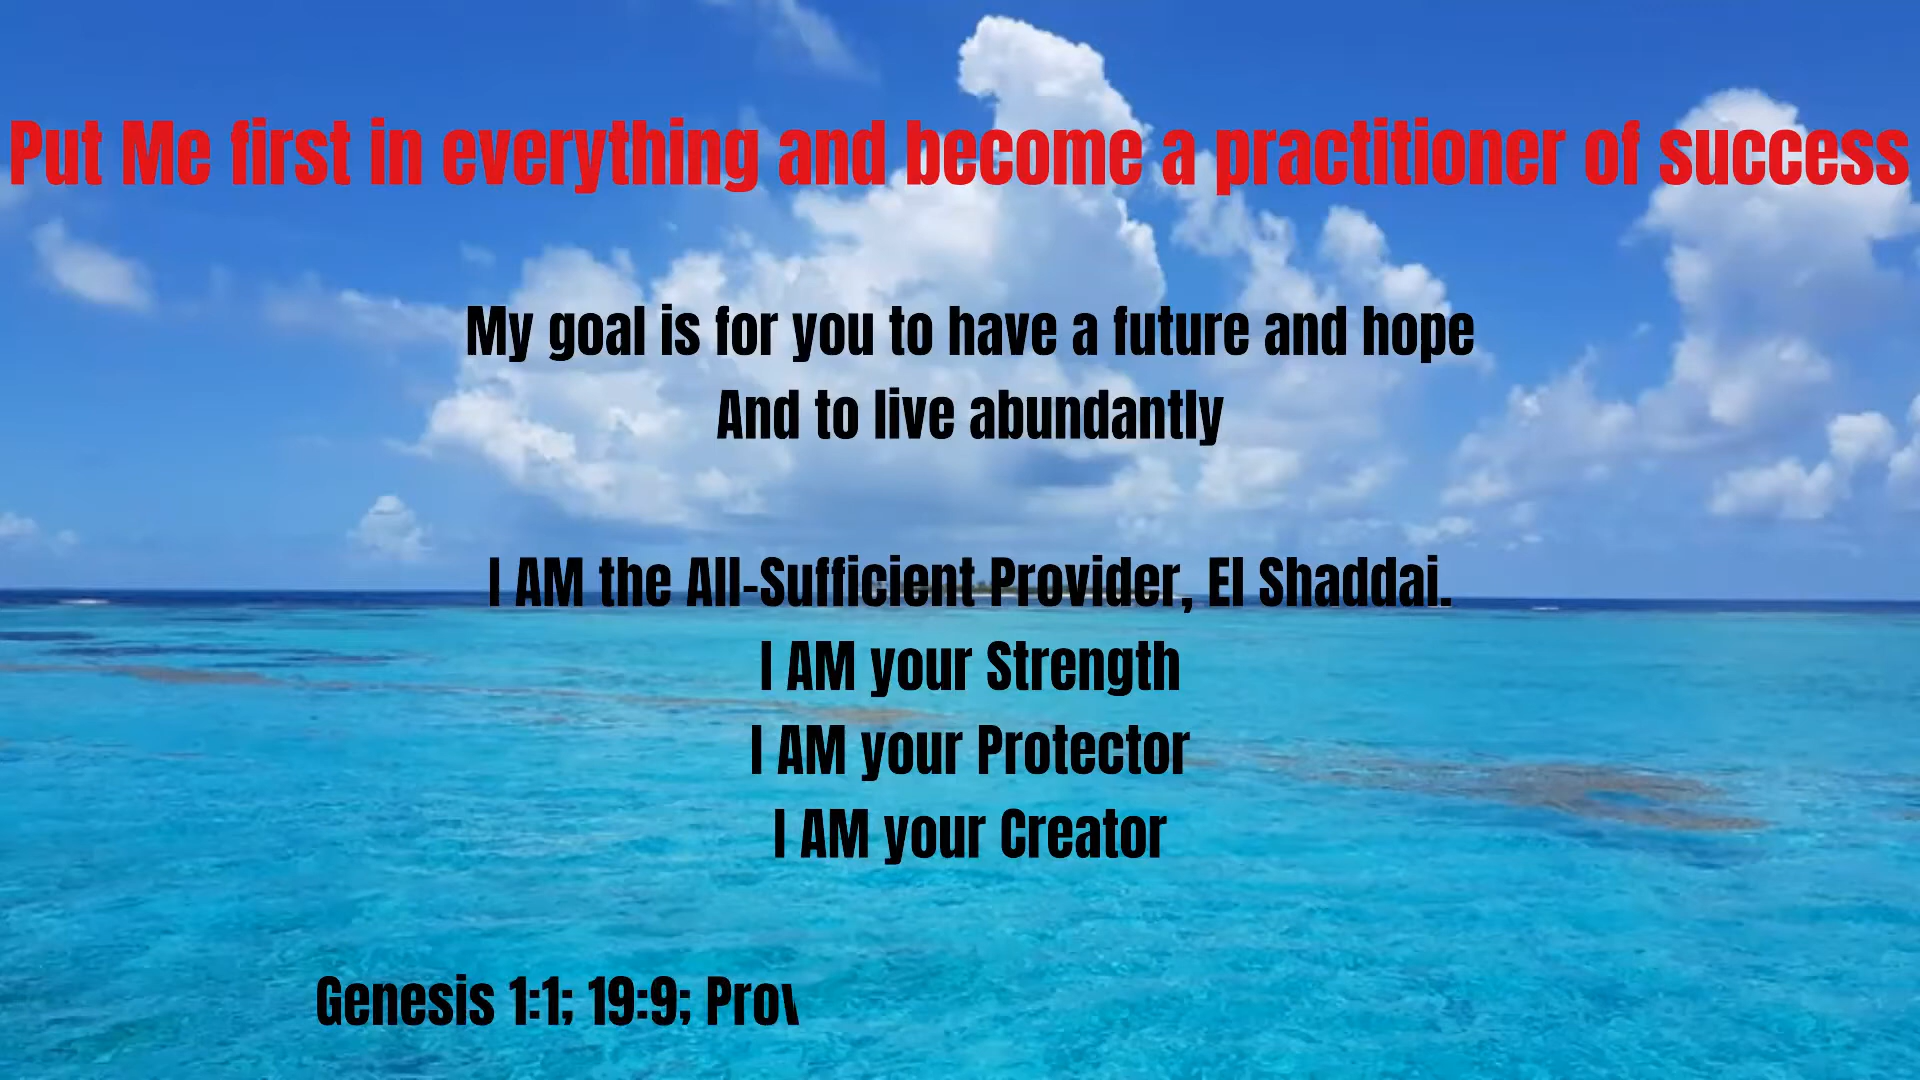 Put Me first in everything and become a practitioner of success
My goal is for you to have a future and hope
And to live abundantly
I AM the All-Sufficient Provider, El Shaddai.
I AM your Strength
I AM your Protector
I AM your Creator
Genesis 1:1; 19:9;